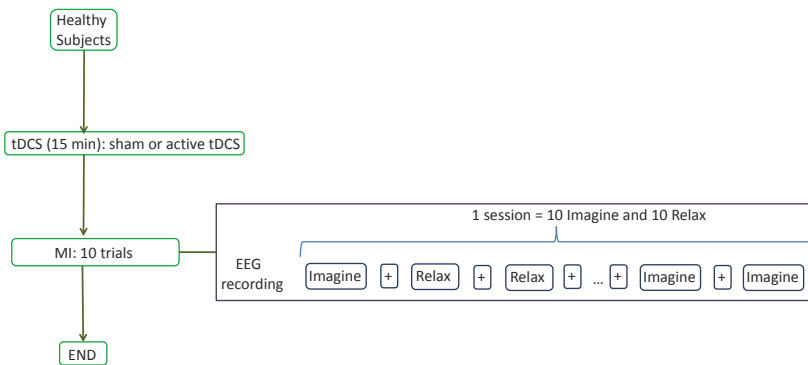 Healthy
Subjects
tDCS (15 min): sham or active tDCS
1 session = 10 Imagine and 10 Relax
MI: 10 trials
EEG
recording
Imagine + Relax + Relax + ... + Imagine + Imagine
END